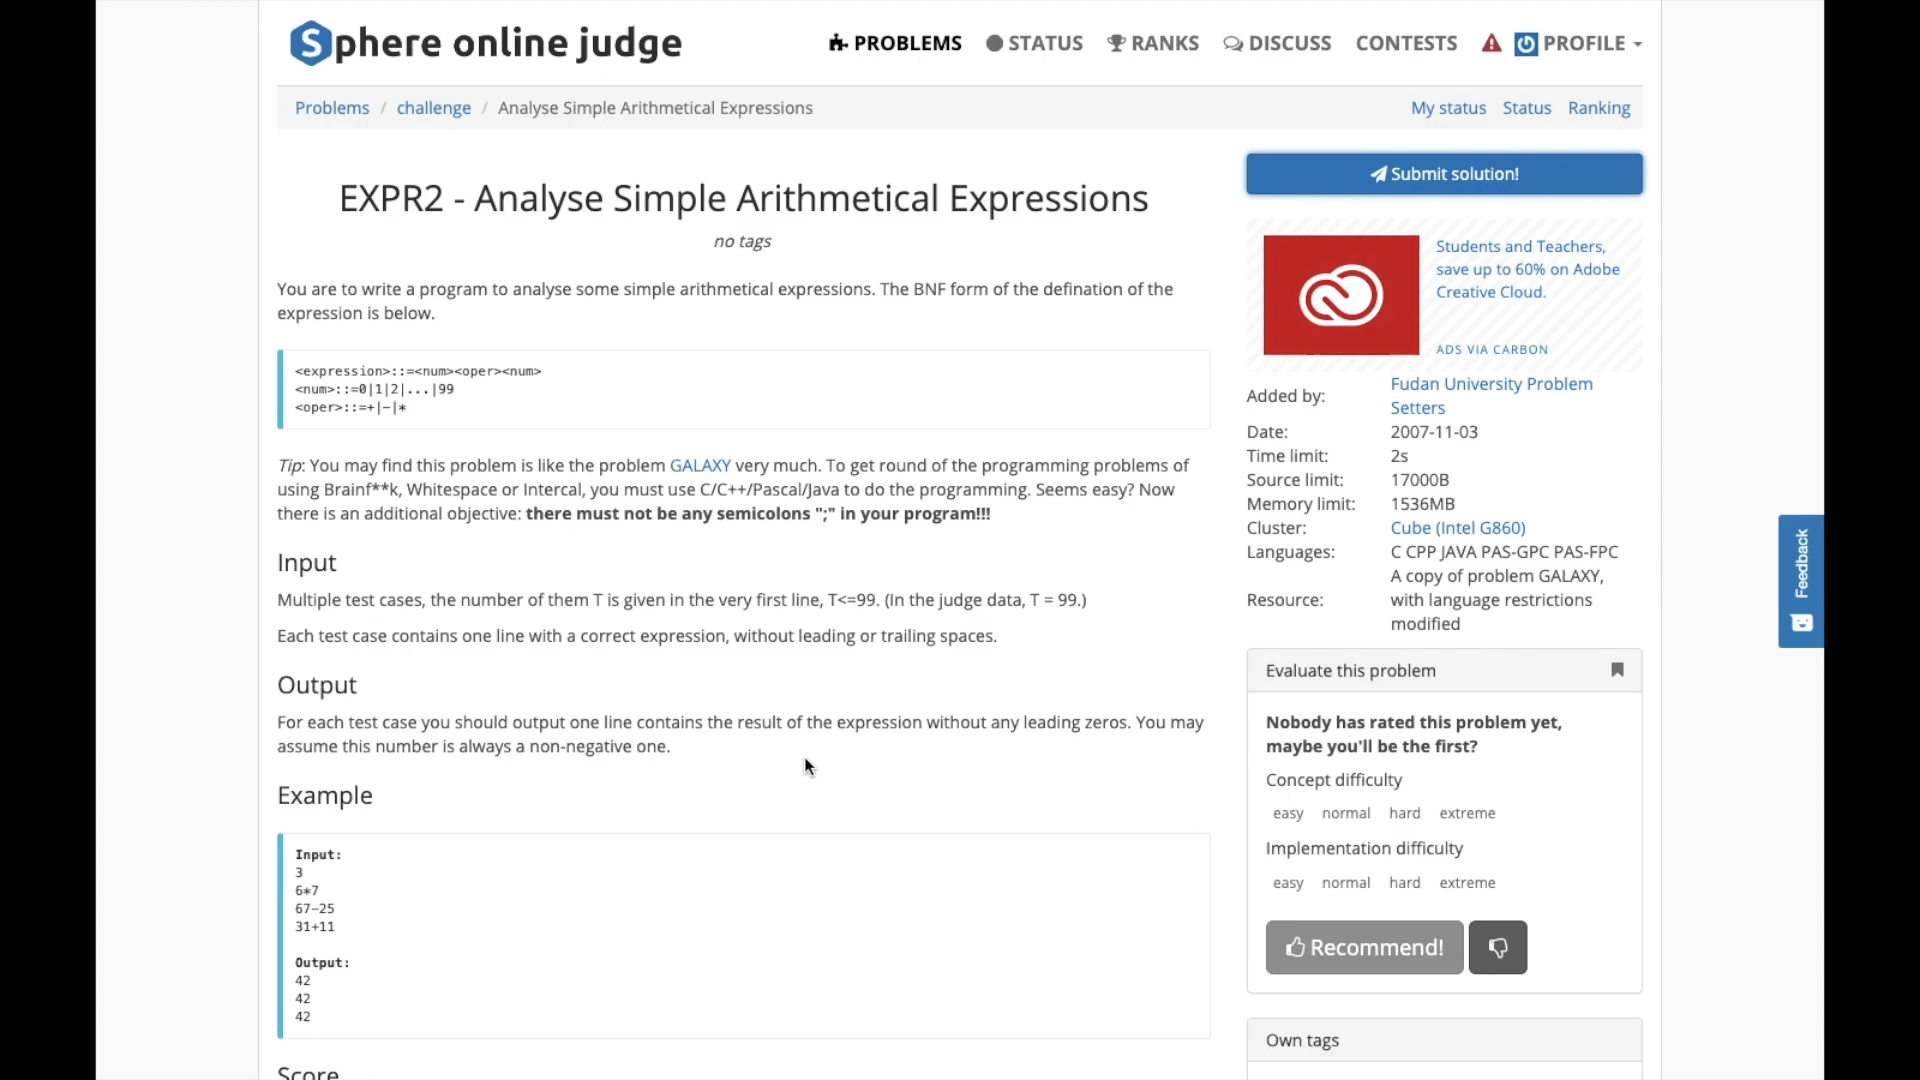 Sphere online judge
PROBLEMS
STATUS
RANKS
DISCUSS
CONTESTS
PROFILE
Problems / challenge / Analyse Simple Arithmetical Expressions
My status
Status
Ranking
EXPR2 - Analyse Simple Arithmetical Expressions
no tags
You are to write a program to analyse some simple arithmetical expressions. The BNF form of the defination of the
expression is below.
<expression>::=<num><oper><num>
<num>::=0|1|2|...|99
<oper>::=+|-|*
Tip: You may find this problem is like the problem GALAXY very much. To get round of the programming problems of
using Brainf**k, Whitespace or Intercal, you must use C/C++/Pascal/Java to do the programming. Seems easy? Now
there is an additional objective: there must not be any semicolons ";" in your program!!!
Input
Multiple test cases, the number of them T is given in the very first line, T<=99. (In the judge data, T = 99.)
Each test case contains one line with a correct expression, without leading or trailing spaces.
Output
For each test case you should output one line contains the result of the expression without any leading zeros. You may
assume this number is always a non-negative one.
Example
Input:
3
6*7
67-25
31+11
Output:
42
42
42
Score
Submit solution!
Students and Teachers,
save up to 60% on Adobe
Creative Cloud.
ADS VIA CARBON
Added by: Fudan University Problem
Setters
Date: 2007-11-03
Time limit: 2s
Source limit: 17000B
Memory limit: 1536MB
Cluster: Cube (Intel G860)
Languages: C CPP JAVA PAS-GPC PAS-FPC
Resource: A copy of problem GALAXY,
with language restrictions
modified
Evaluate this problem
Nobody has rated this problem yet,
maybe you'll be the first?
Concept difficulty
easy normal hard extreme
Implementation difficulty
easy normal hard extreme
Recommend!
Own tags
Feedback